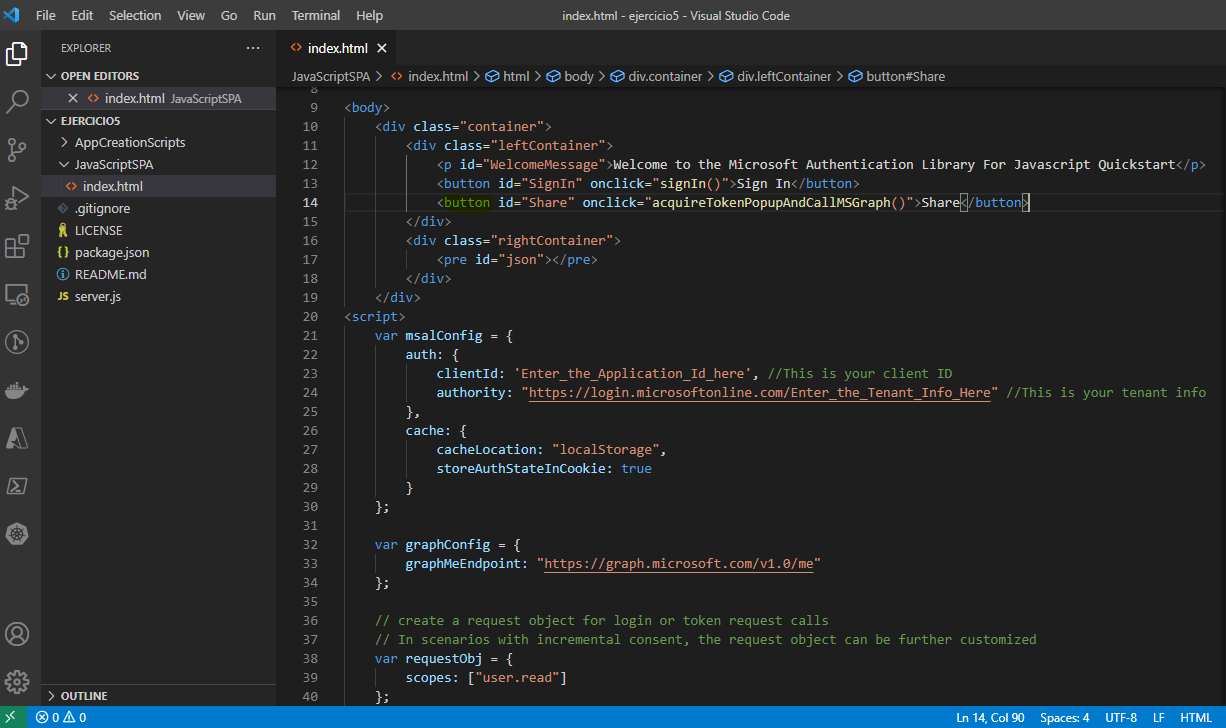 File Edit Selection View Go Run Terminal Help index.html - ejercicio5 - Visual Studio Code
EXPLORER ...
OPEN EDITORS
index.html JavaScriptSPA
EJERCICIO5
AppCreationScripts
JavaScriptSPA
index.html
.gitignore
LICENSE
package.json
README.md
JS server.js
OUTLINE
index.html
JavaScriptSPA > index.html > html > body > div.container > div.leftContainer > button#Share
8
9 <body>
10 <div class="container">
11 <div class="leftContainer">
12 <p id="WelcomeMessage">Welcome to the Microsoft Authentication Library For Javascript Quickstart</p>
13 <button id="SignIn" onclick="signIn()">Sign In</button>
14 <button id="Share" onclick="acquireTokenPopupAndCallMSGraph()">Share</button>
15 </div>
16 <div class="rightContainer">
17 <pre id="json"></pre>
18 </div>
19 </div>
20 <script>
21 var msalConfig = {
22 auth: {
23 clientId: 'Enter_the_Application_Id_here', //This is your client ID
24 authority: "https://login.microsoftonline.com/Enter_the_Tenant_Info_Here" //This is your tenant info
25 },
26 cache: {
27 cacheLocation: "localStorage",
28 storeAuthStateInCookie: true
29 }
30 };
31
32 var graphConfig = {
33 graphMeEndpoint: "https://graph.microsoft.com/v1.0/me"
34 };
35
36 // create a request object for login or token request calls
37 // In scenarios with incremental consent, the request object can be further customized
38 var requestObj = {
39 scopes: ["user.read"]
40 };
0 0 Ln 14, Col 90 Spaces: 4 UTF-8 LF HTML